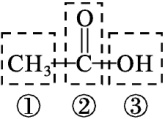 O
CH₃—C—OH
① ② ③